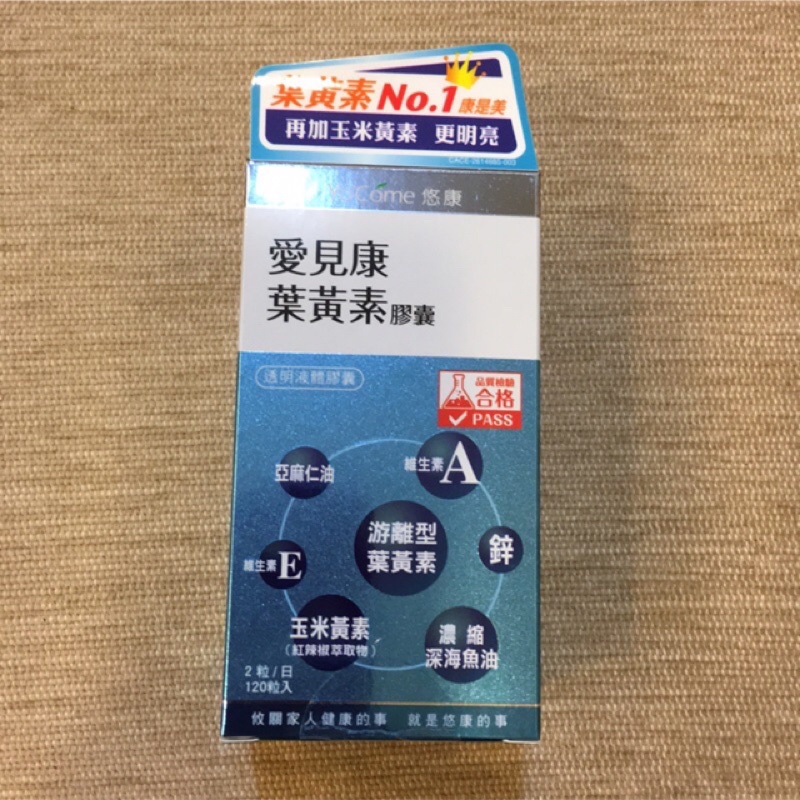 葉黃素No.1康是美
再加玉米黃素 更明亮
Came 悠康
愛見康
葉黃素膠囊
透明液體膠囊
品質檢驗
合格
PASS
亞麻仁油
維生素A
游離型
葉黃素
鋅
維生素E
玉米黃素
（紅辣椒萃取物）
濃縮
深海魚油
2 粒/日
120粒入
攸關家人健康的事 就是悠康的事